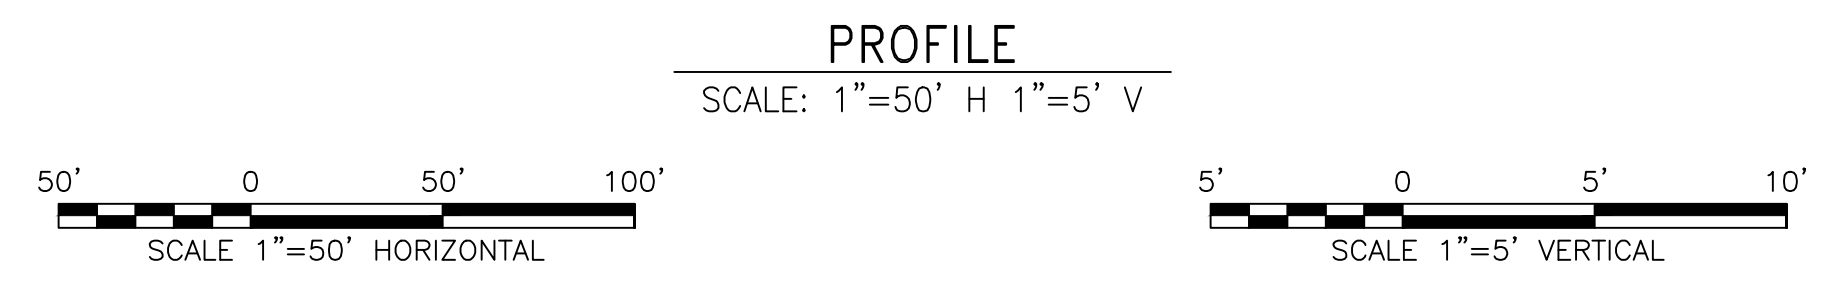 PROFILE
SCALE: 1"=50' H 1"=5' V
50' 0 50' 100'
SCALE 1"=50' HORIZONTAL
5' 0 5' 10'
SCALE 1"=5' VERTICAL